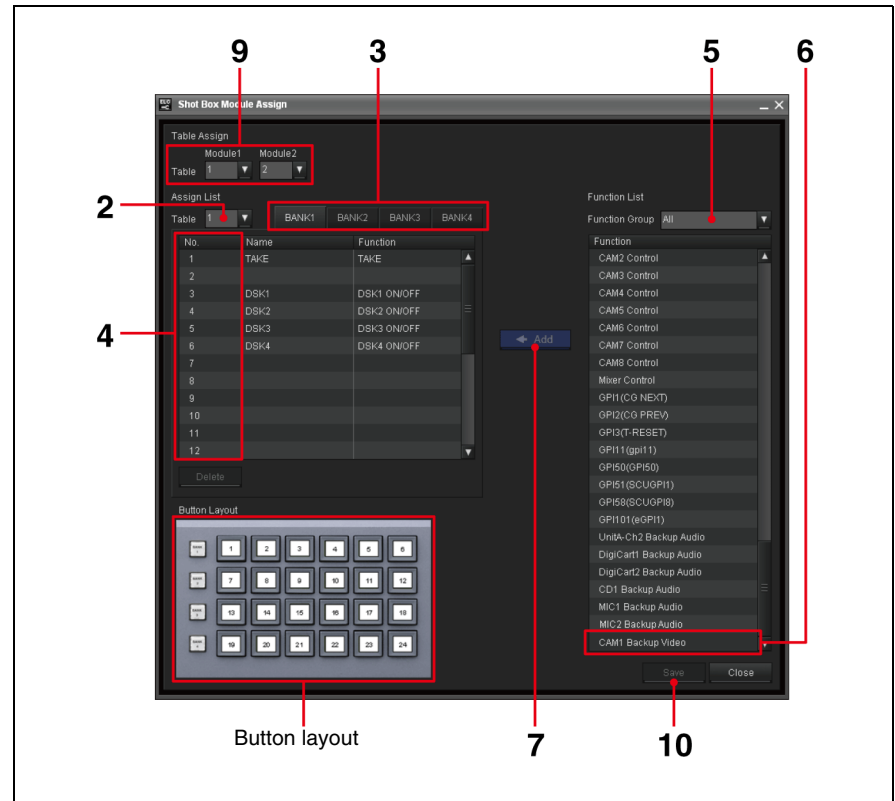 9 3 5 6
Shot Box Module Assign
Table Assign
Module1 Module2
Table 1 2
2
Assign List
Table 1 BANK1 BANK2 BANK3 BANK4
Function List
Function Group All
4
No. Name Function
1 TAKE TAKE
2
3 DSK1 DSK1 ON/OFF
4 DSK2 DSK2 ON/OFF
5 DSK3 DSK3 ON/OFF
6 DSK4 DSK4 ON/OFF
7
8
9
10
11
12
Delete
Add
Function
CAM2 Control
CAM3 Control
CAM4 Control
CAM5 Control
CAM6 Control
CAM7 Control
CAM8 Control
Mixer Control
GPI1(CG NEXT)
GPI2(CG PREV)
GPI3(T-RESET)
GPI11(gpi11)
GPI50(GPI50)
GPI51(SCUGPI1)
GPI58(SCUGPI8)
GPI101(eGPI1)
UnitA-Ch2 Backup Audio
DigiCart1 Backup Audio
DigiCart2 Backup Audio
CD1 Backup Audio
MIC1 Backup Audio
MIC2 Backup Audio
CAM1 Backup Video
Button Layout
1 2 3 4 5 6
7 8 9 10 11 12
13 14 15 16 17 18
19 20 21 22 23 24
Save Close
Button layout
7 10